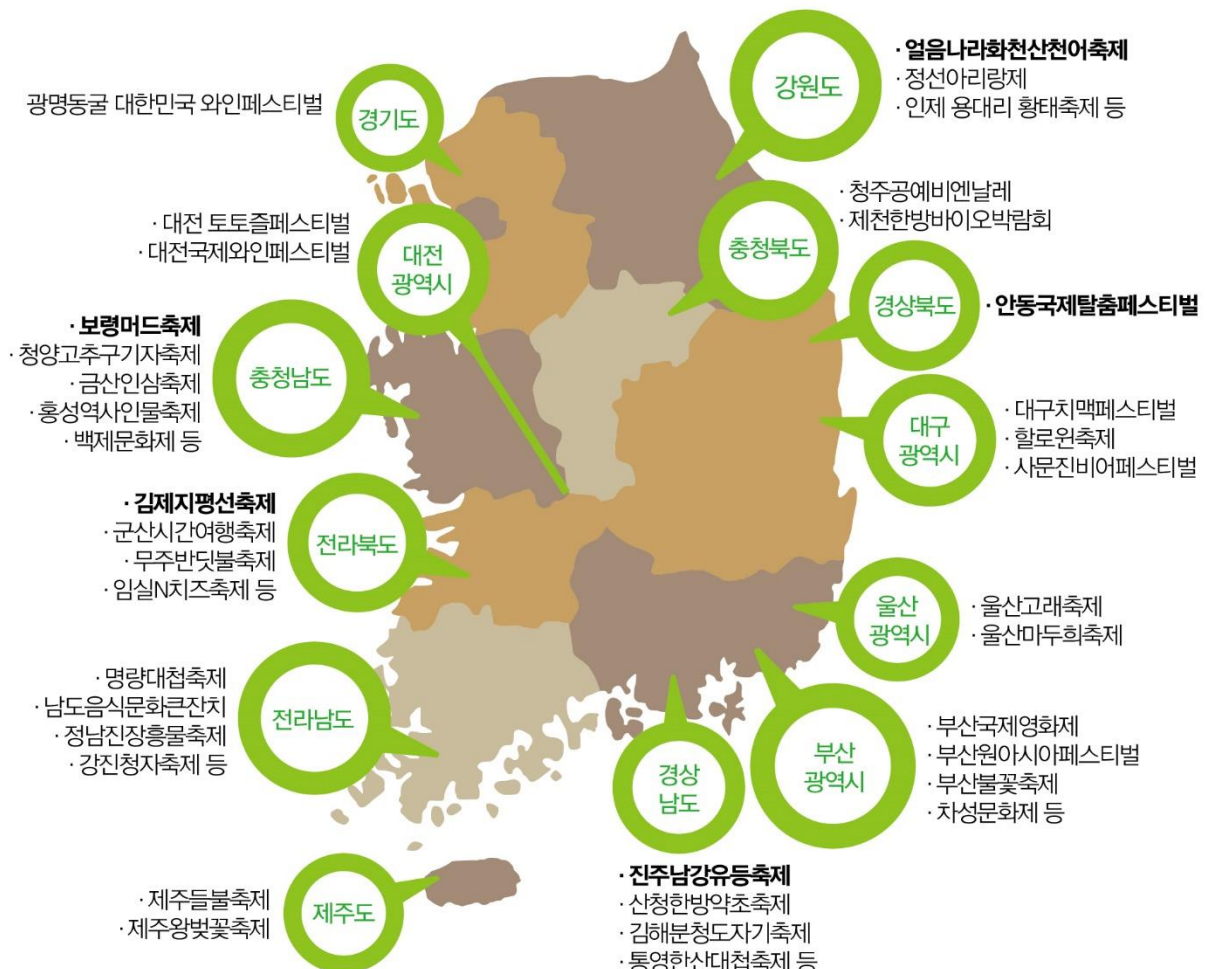 경기도
광명동굴 대한민국 와인페스티벌
강원도
· 얼음나라화천산천어축제
· 정선아리랑제
· 인제 용대리 황태축제 등
대전
광역시
· 대전 토토즐페스티벌
· 대전국제와인페스티벌
충청북도
· 청주공예비엔날레
· 제천한방바이오박람회
경상북도
· 안동국제탈춤페스티벌
충청남도
· 보령머드축제
· 청양고추구기자축제
· 금산인삼축제
· 홍성역사인물축제
· 백제문화제 등
대구
광역시
· 대구치맥페스티벌
· 할로윈축제
· 사문진비어페스티벌
전라북도
· 김제지평선축제
· 군산시간여행축제
· 무주반딧불축제
· 임실N치즈축제 등
울산
광역시
· 울산고래축제
· 울산마두희축제
전라남도
· 명량대첩축제
· 남도음식문화큰잔치
· 정남진장흥물축제
· 강진청자축제 등
부산
광역시
· 부산국제영화제
· 부산원아시아페스티벌
· 부산불꽃축제
· 차성문화제 등
경상
남도
· 진주남강유등축제
· 산청한방약초축제
· 김해분청도자기축제
· 통영한산대첩축제 등
제주도
· 제주들불축제
· 제주왕벚꽃축제